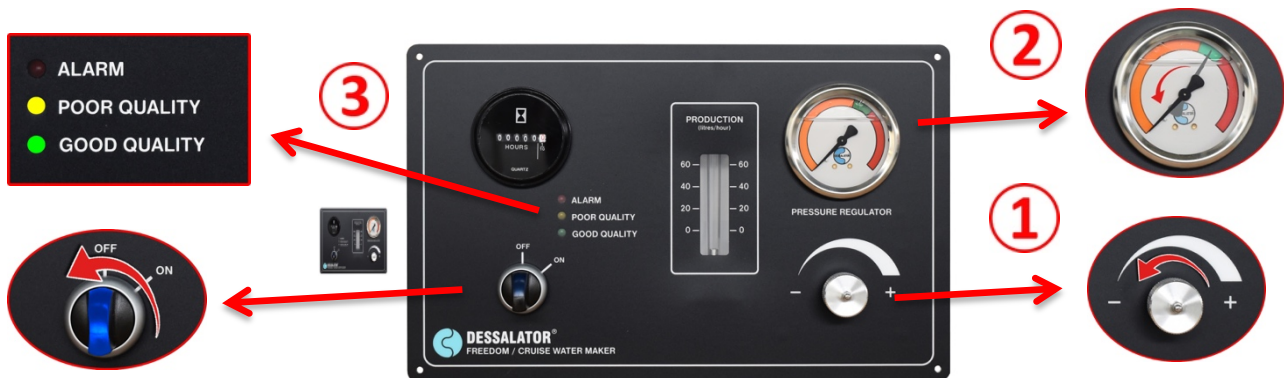 ALARM
POOR QUALITY
GOOD QUALITY
3
HOURS
QUARTZ
ALARM
POOR QUALITY
GOOD QUALITY
OFF
ON
PRODUCTION
(litres/hour)
60 60
40 40
20 20
0 0
PRESSURE REGULATOR
- +
DESSALATOR®
FREEDOM / CRUISE WATER MAKER
2
1
- +
OFF
ON